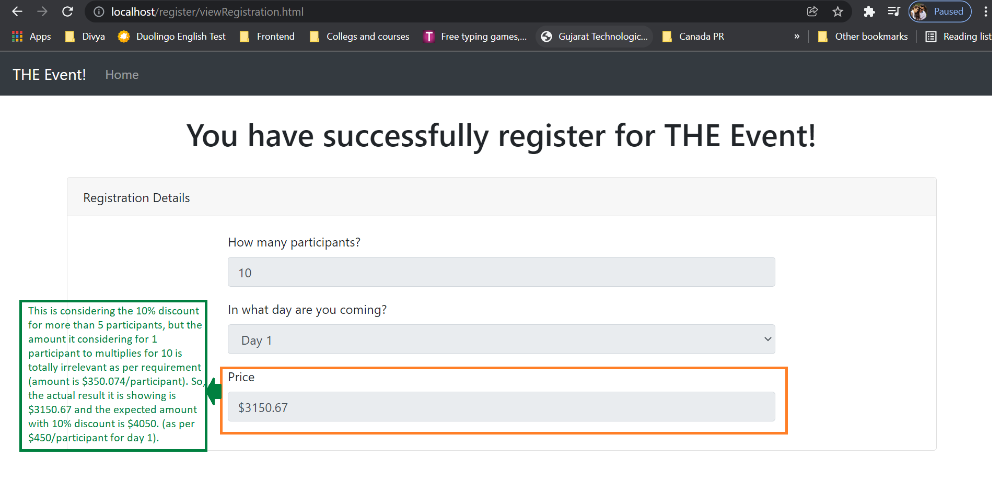 localhost/register/viewRegistration.html
Paused
Apps
Divya
Duolingo English Test
Frontend
Collegs and courses
T
Free typing games,...
Gujarat Technologic...
Canada PR
»
Other bookmarks
Reading list
THE Event!
Home
You have successfully register for THE Event!
Registration Details
How many participants?
10
In what day are you coming?
Day 1
Price
$3150.67
This is considering the 10% discount
for more than 5 participants, but the
amount it considering for 1
participant to multiplies for 10 is
totally irrelevant as per requirement
(amount is $350.074/participant). So,
the actual result it is showing is
$3150.67 and the expected amount
with 10% discount is $4050. (as per
$450/participant for day 1).